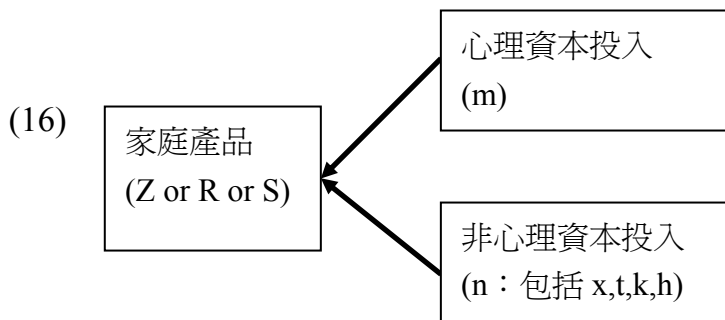 心理資本投入
(m)
(16)
家庭產品
(Z or R or S)
非心理資本投入
(n：包括 x,t,k,h)